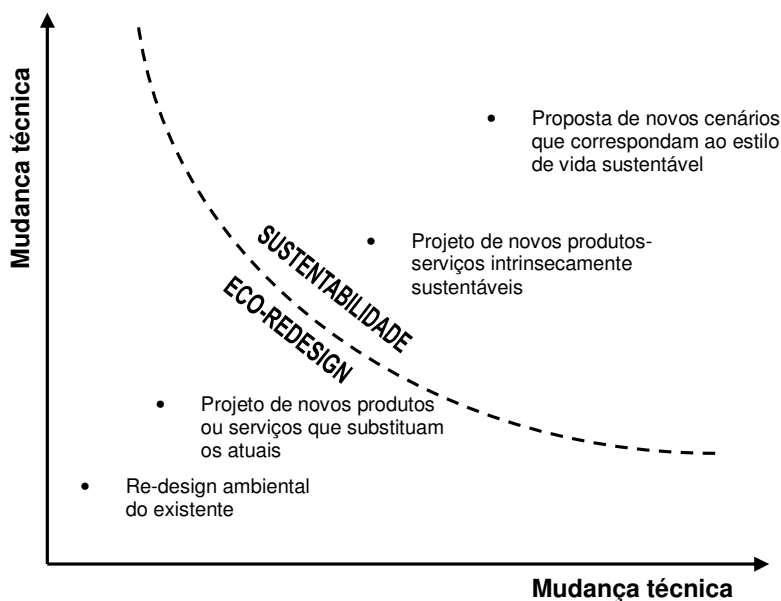 Mudanca técnica
Proposta de novos cenários
que correspondam ao estilo
de vida sustentável
Projeto de novos produtos-
serviços intrinsecamente
sustentáveis
SUSTENTABILIDADE
ECO-REDESIGN
Projeto de novos produtos
ou serviços que substituam
os atuais
Re-design ambiental
do existente
Mudança técnica